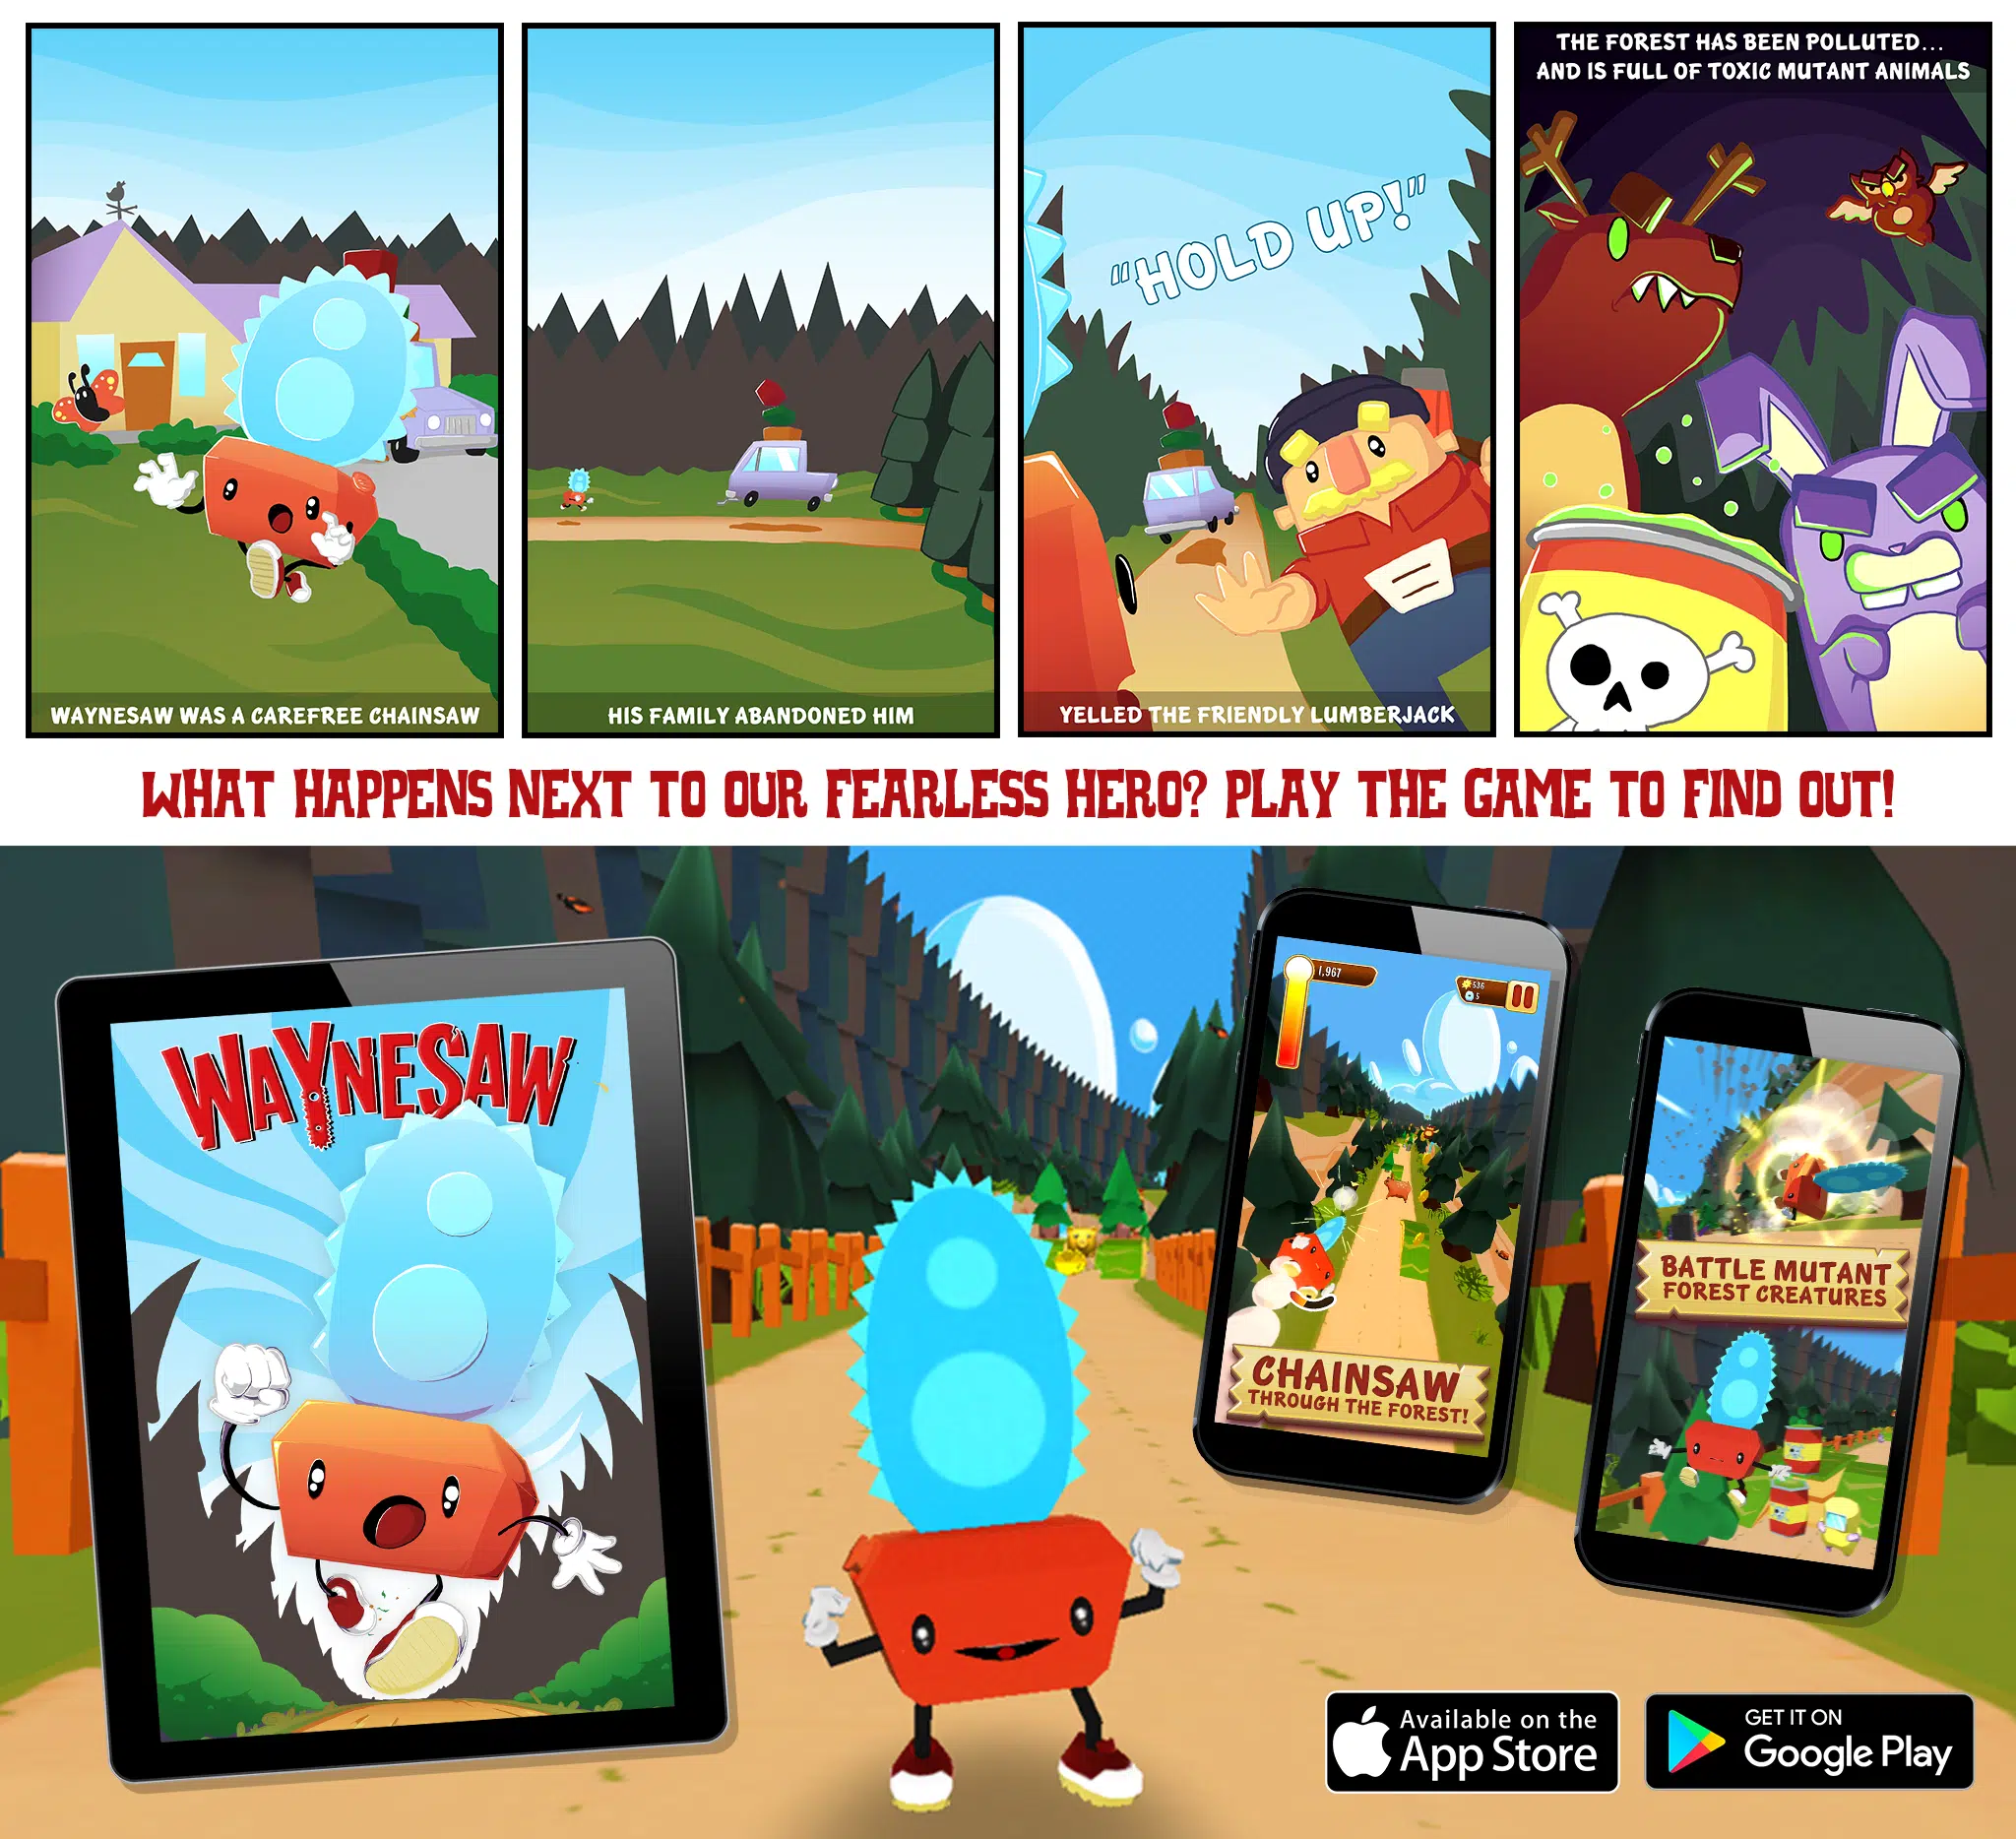 WAYNESAW WAS A CAREFREE CHAINSAW
HIS FAMILY ABANDONED HIM
"HOLD UP!"
YELLED THE FRIENDLY LUMBERJACK
THE FOREST HAS BEEN POLLUTED...
AND IS FULL OF TOXIC MUTANT ANIMALS
WHAT HAPPENS NEXT TO OUR FEARLESS HERO? PLAY THE GAME TO FIND OUT!
WAYNESAW
1,967
536
5
CHAINSAW
THROUGH THE FOREST!
BATTLE MUTANT
FOREST CREATURES
Available on the
App Store
GET IT ON
Google Play